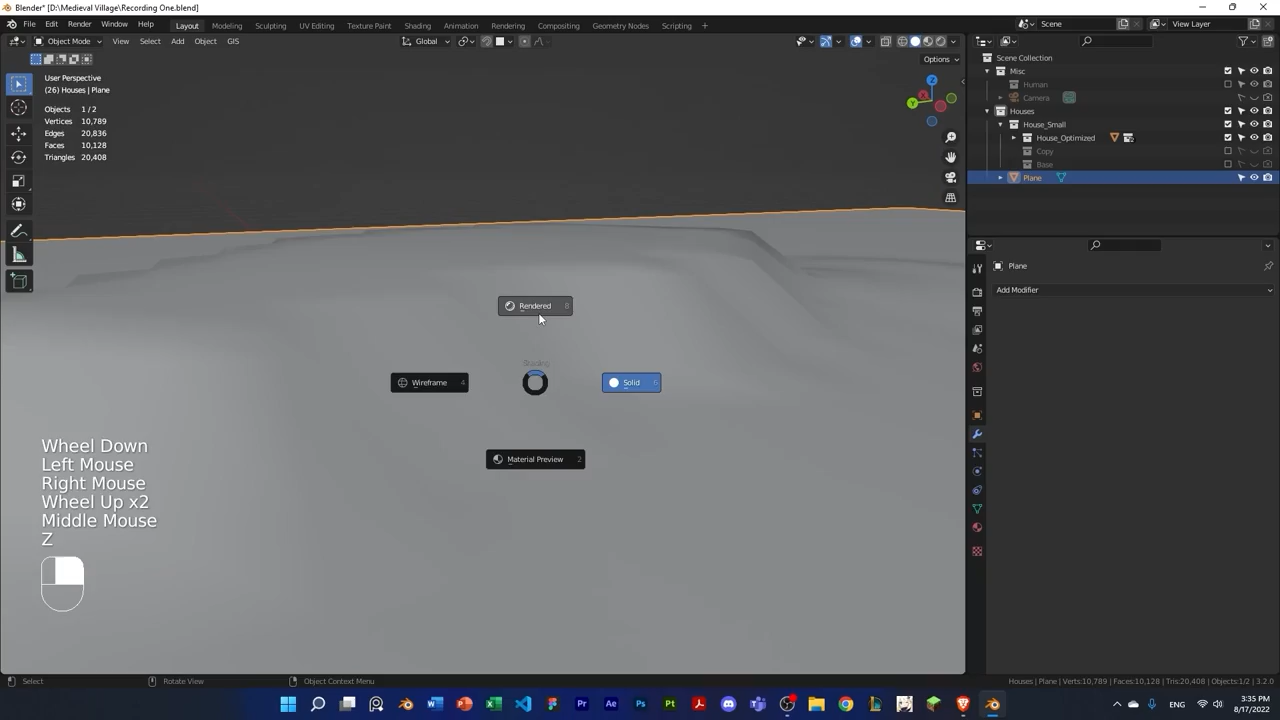 Blender* [D:\Medieval Village\Recording One.blend]
File Edit Render Window Help Layout Modeling Sculpting UV Editing Texture Paint Shading Animation Rendering Compositing Geometry Nodes Scripting + Scene View Layer
Object Mode View Select Add Object GIS Global
Options
User Perspective
(26) Houses | Plane
Objects 1 / 2
Vertices 10,789
Edges 20,836
Faces 10,128
Triangles 20,408
Z
Y
X
Scene Collection
Misc
Human
Camera
Houses
House_Small
House_Optimized
Copy
Base
Plane
Plane
Add Modifier
Rendered 8
Shading
Wireframe 4
Solid 6
Material Preview 2
Wheel Down
Left Mouse
Right Mouse
Wheel Up x2
Middle Mouse
Z
Select Rotate View Object Context Menu Houses | Plane Verts:10,789 | Faces:10,128 | Tris:20,408 | Objects:1/2 | 3.2.0
3:35 PM
8/17/2022